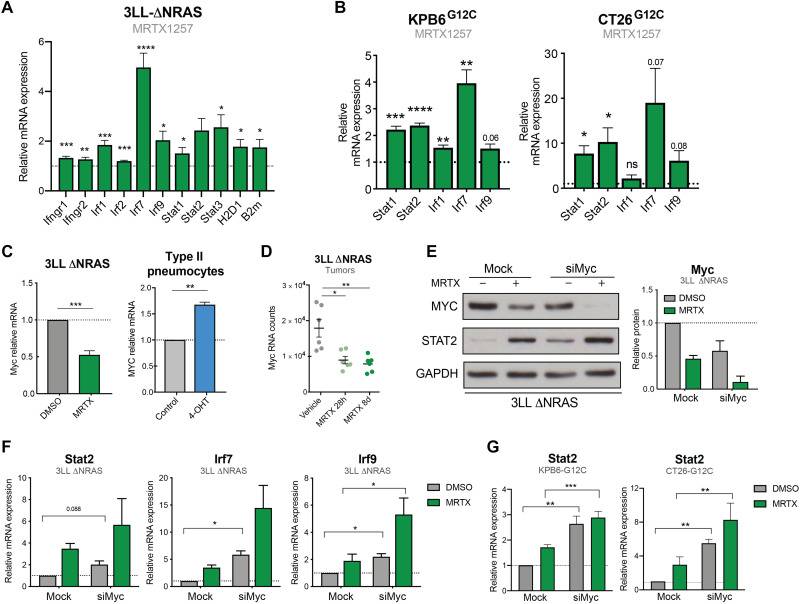 A
3LL-ΔNRAS
MRTX1257
Relative mRNA expression
6
4
2
0
***
**
***
***
****
*
*
*
*
*
Ifngr1
Ifngr2
Irf1
Irf2
Irf7
Irf9
Stat1
Stat2
Stat3
H2D1
B2m
B
KPB6 G12C
MRTX1257
Relative
mRNA expression
5
4
3
2
1
0
***
****
**
**
0.06
Stat1
Stat2
Irf1
Irf7
Irf9
CT26 G12C
MRTX1257
Relative
mRNA expression
30
20
10
0
*
*
ns
0.07
0.08
Stat1
Stat2
Irf1
Irf7
Irf9
C
3LL ΔNRAS
Myc relative mRNA
1.5
1.0
0.5
0.0
***
DMSO
MRTX
Type II
pneumocytes
MYC relative mRNA
2.0
1.5
1.0
0.5
0.0
**
Control
4-OHT
D
3LL ΔNRAS
Tumors
Myc RNA counts
3×10⁴
2×10⁴
1×10⁴
0
**
*
Vehicle
MRTX 28h
MRTX 8d
E
Mock siMyc
MRTX − + − +
MYC
STAT2
GAPDH
3LL ΔNRAS
Myc
3LL ΔNRAS
DMSO
MRTX
Relative protein
1.5
1.0
0.5
0.0
Mock siMyc
F
Stat2
3LL ΔNRAS
Relative mRNA expression
10
8
6
4
2
0
0.086
Mock siMyc
Irf7
3LL ΔNRAS
Relative mRNA expression
20
15
10
5
0
*
Mock siMyc
Irf9
3LL ΔNRAS
Relative mRNA expression
8
6
4
2
0
*
*
Mock siMyc
DMSO
MRTX
G
Stat2
KPB6-G12C
Relative mRNA expression
4
3
2
1
0
***
**
Mock siMyc
Stat2
CT26-G12C
Relative mRNA expression
12
8
4
0
**
**
Mock siMyc
DMSO
MRTX